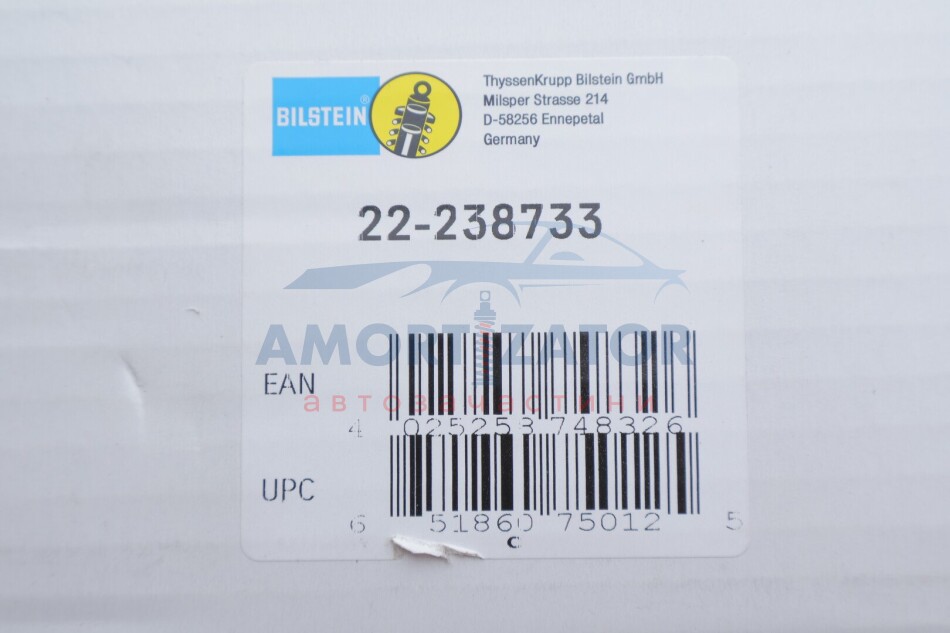 BILSTEIN®
ThyssenKrupp Bilstein GmbH
Milsper Strasse 214
D-58256 Ennepetal
Germany
22-238733
AMORTIZATOR
автозапчастини
EAN
4 025258 748326
UPC
6 51860 75012 5
C